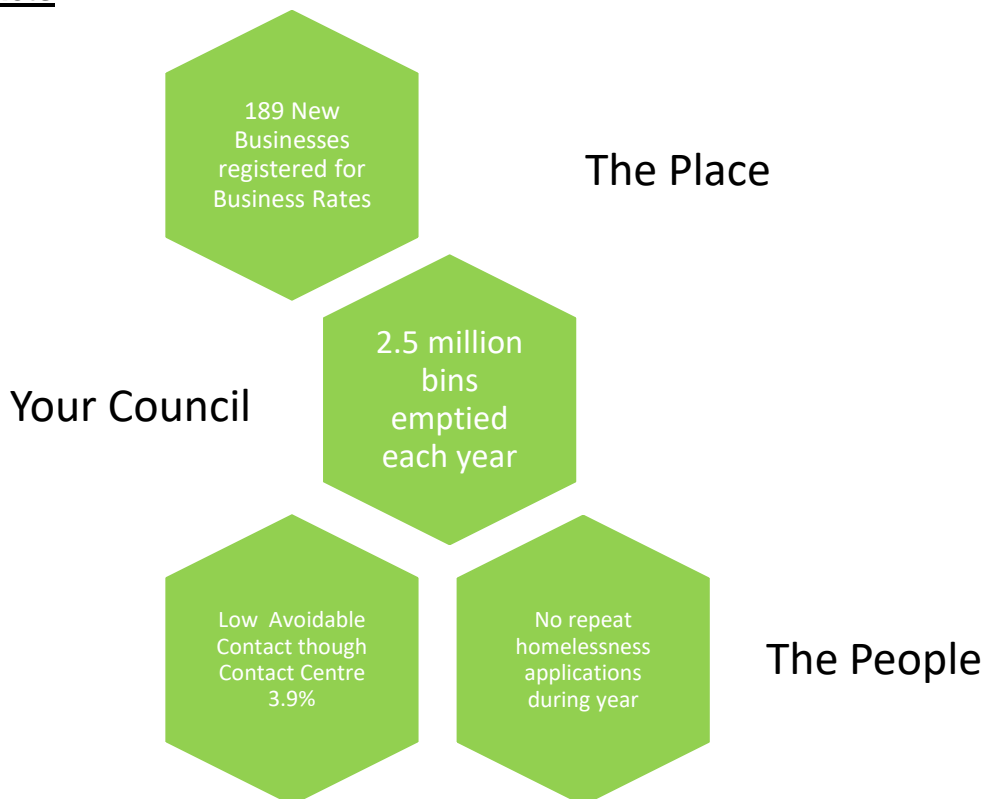 189 New
Businesses
registered for
Business Rates
The Place
2.5 million
bins
emptied
each year
Your Council
Low Avoidable
Contact though
Contact Centre
3.9%
No repeat
homelessness
applications
during year
The People